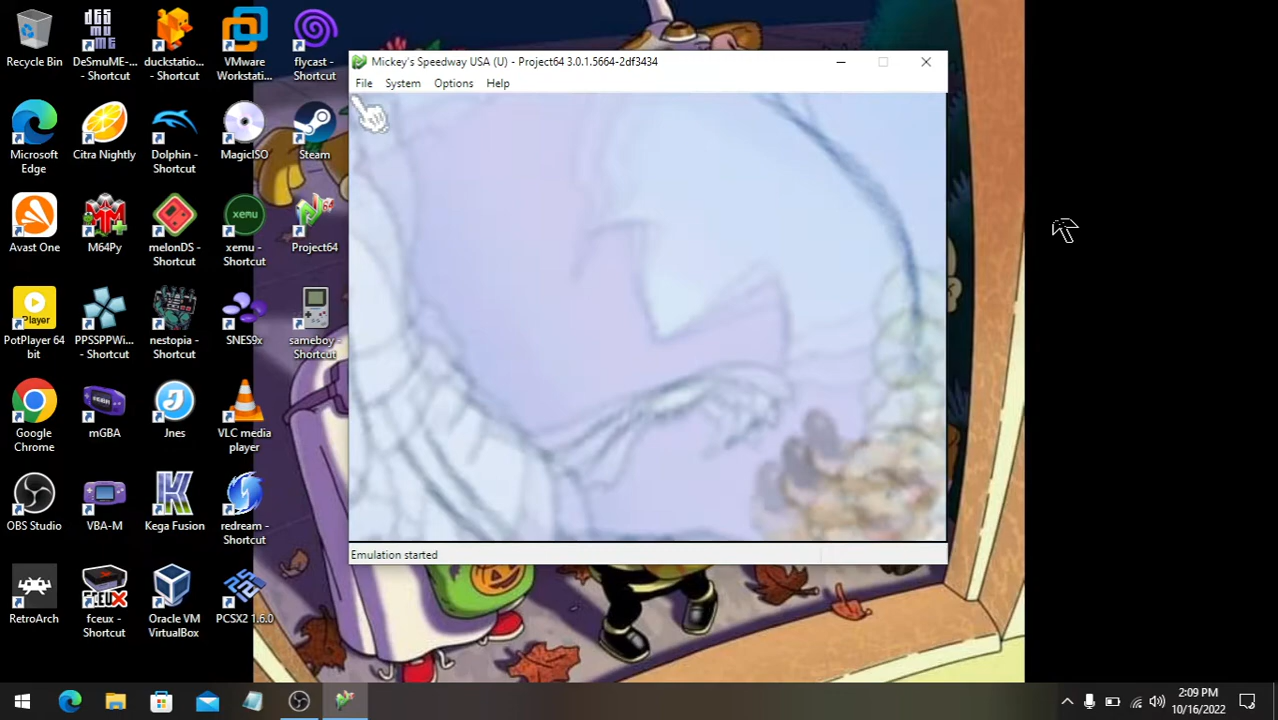 Recycle Bin
DeSmuME-... - Shortcut
duckstatio... - Shortcut
VMware Workstati...
flycast - Shortcut
Microsoft Edge
Citra Nightly
Dolphin - Shortcut
MagicISO
Steam
Avast One
M64Py
melonDS - Shortcut
xemu
xemu - Shortcut
Project64
Player
PotPlayer 64 bit
PPSSPPWi... - Shortcut
nestopia - Shortcut
SNES9x
sameboy - Shortcut
Google Chrome
mGBA
Jnes
VLC media player
OBS Studio
VBA-M
Kega Fusion
redream - Shortcut
RetroArch
FCEUX
fceux - Shortcut
Oracle VM VirtualBox
PCSX2 1.6.0
Mickey's Speedway USA (U) - Project64 3.0.1.5664-2df3434
File System Options Help
Emulation started
2:09 PM
10/16/2022